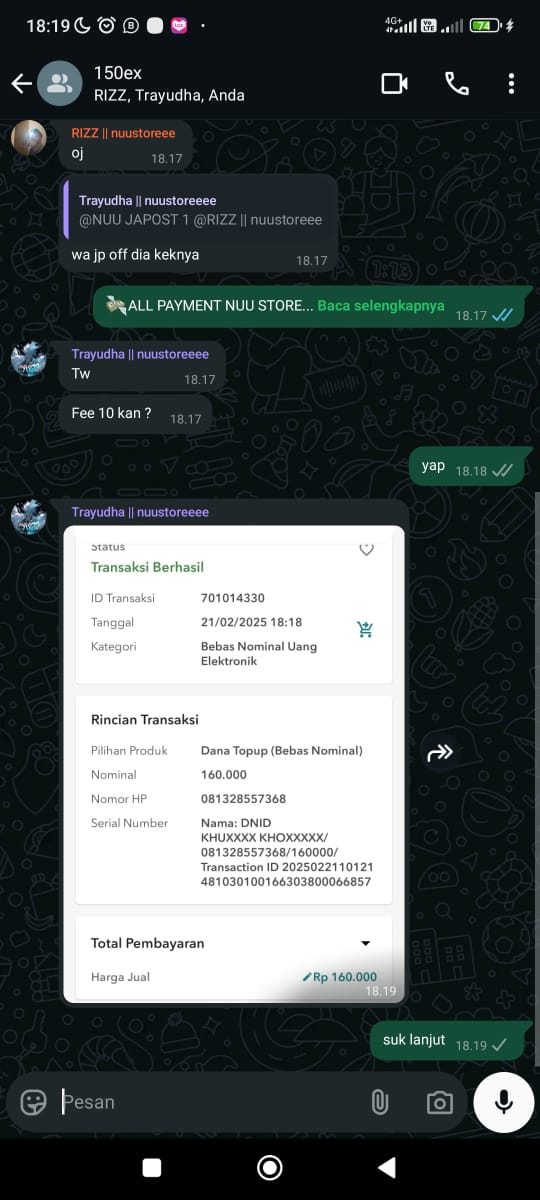 18:19
4G+
VoLTE
74
150ex
RIZZ, Trayudha, Anda
RIZZ || nuustoreee
oj
18.17
Trayudha || nuustoreeee
@NUU JAPOST 1 @RIZZ || nuustoreee
wa jp off dia keknya
18.17
💸ALL PAYMENT NUU STORE... Baca selengkapnya
18.17
Trayudha || nuustoreeee
Tw
18.17
Fee 10 kan ?
18.17
yap
18.18
Trayudha || nuustoreeee
Status
Transaksi Berhasil
ID Transaksi 701014330
Tanggal 21/02/2025 18:18
Kategori Bebas Nominal Uang
Elektronik
Rincian Transaksi
Pilihan Produk Dana Topup (Bebas Nominal)
Nominal 160.000
Nomor HP 081328557368
Serial Number Nama: DNID
KHUXXXX KHOXXXXX/
081328557368/160000/
Transaction ID 2025022110121
481030100166303800066857
Total Pembayaran
Harga Jual Rp 160.000
18.19
suk lanjut
18.19
Pesan